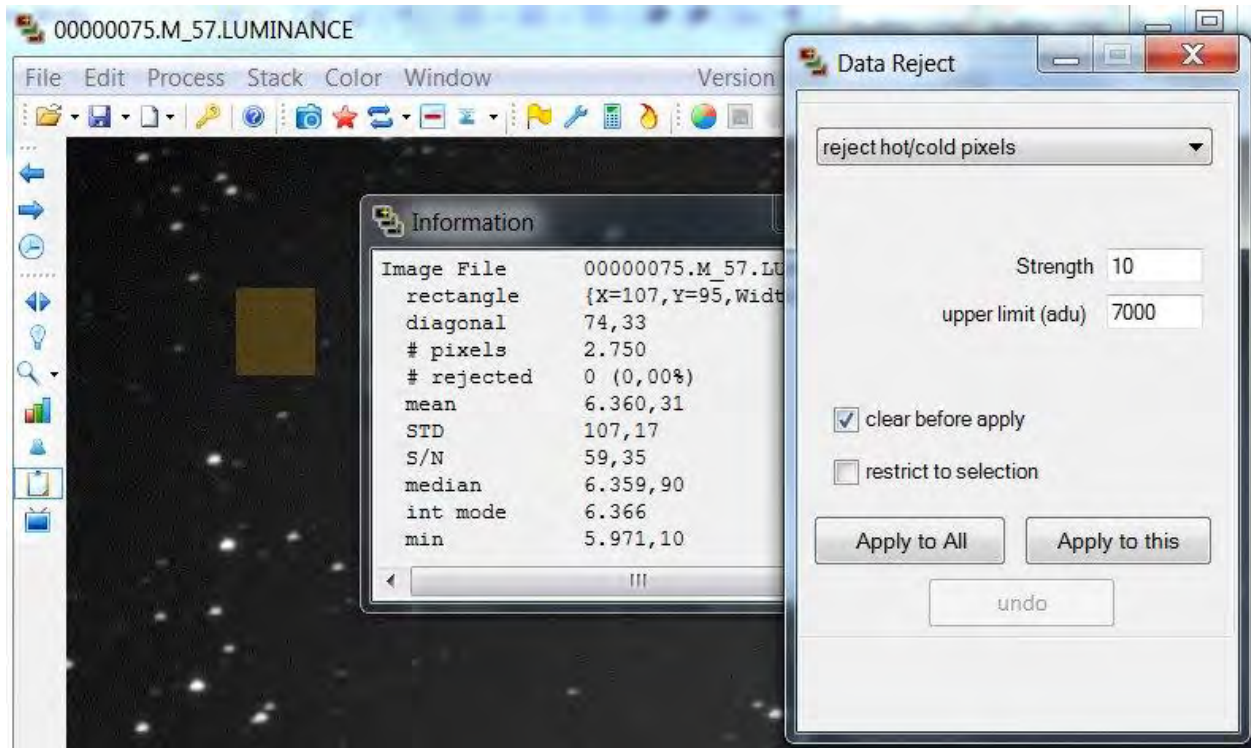 00000075.M_57.LUMINANCE
File Edit Process Stack Color Window Version
Information
Image File 00000075.M_57.LU
rectangle {X=107,Y=95,Widt
diagonal 74,33
# pixels 2.750
# rejected 0 (0,00%)
mean 6.360,31
STD 107,17
S/N 59,35
median 6.359,90
int mode 6.366
min 5.971,10
Data Reject
reject hot/cold pixels
Strength 10
upper limit (adu) 7000
clear before apply
restrict to selection
Apply to All Apply to this
undo